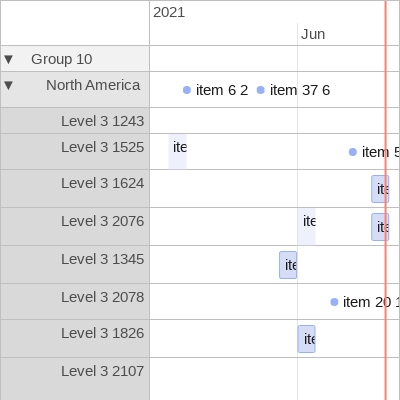 2021
Jun
▼ Group 10
▼ North America item 6 2 item 37 6
Level 3 1243
Level 3 1525 ite item 5
Level 3 1624 ite
Level 3 2076 ite ite
Level 3 1345 ite
Level 3 2078 item 20 1
Level 3 1826 ite
Level 3 2107